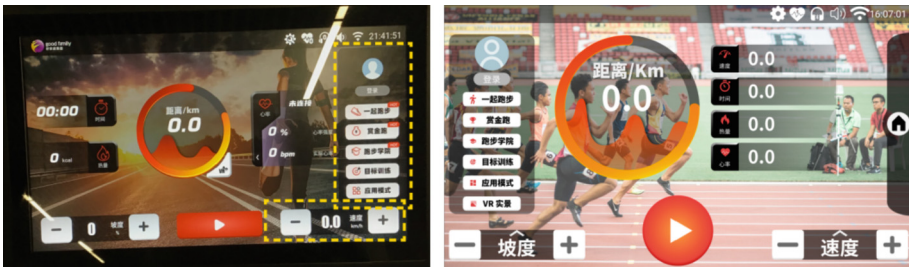 good family
21:41:51
登录
00:00
时间
距离/km
0.0
心率
未连接
0 %
0 bpm
0 kcal
热量
一起跑步
赏金跑
跑步学院
目标训练
应用模式
0
坡度
%
0.0
速度
km/h
16:07:01
登录
距离/Km
0.0
速度
0.0
时间
0.0
热量
0.0
心率
0.0
一起跑步
赏金跑
跑步学院
目标训练
应用模式
VR 实景
坡度
速度